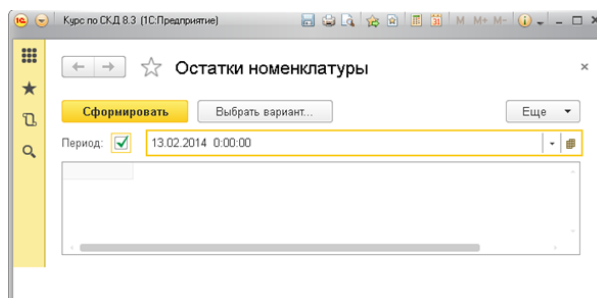 Курс по СКД 8.3 (1С:Предприятие)
M M+ M-
Остатки номенклатуры
Сформировать Выбрать вариант... Еще
Период: 13.02.2014 0:00:00